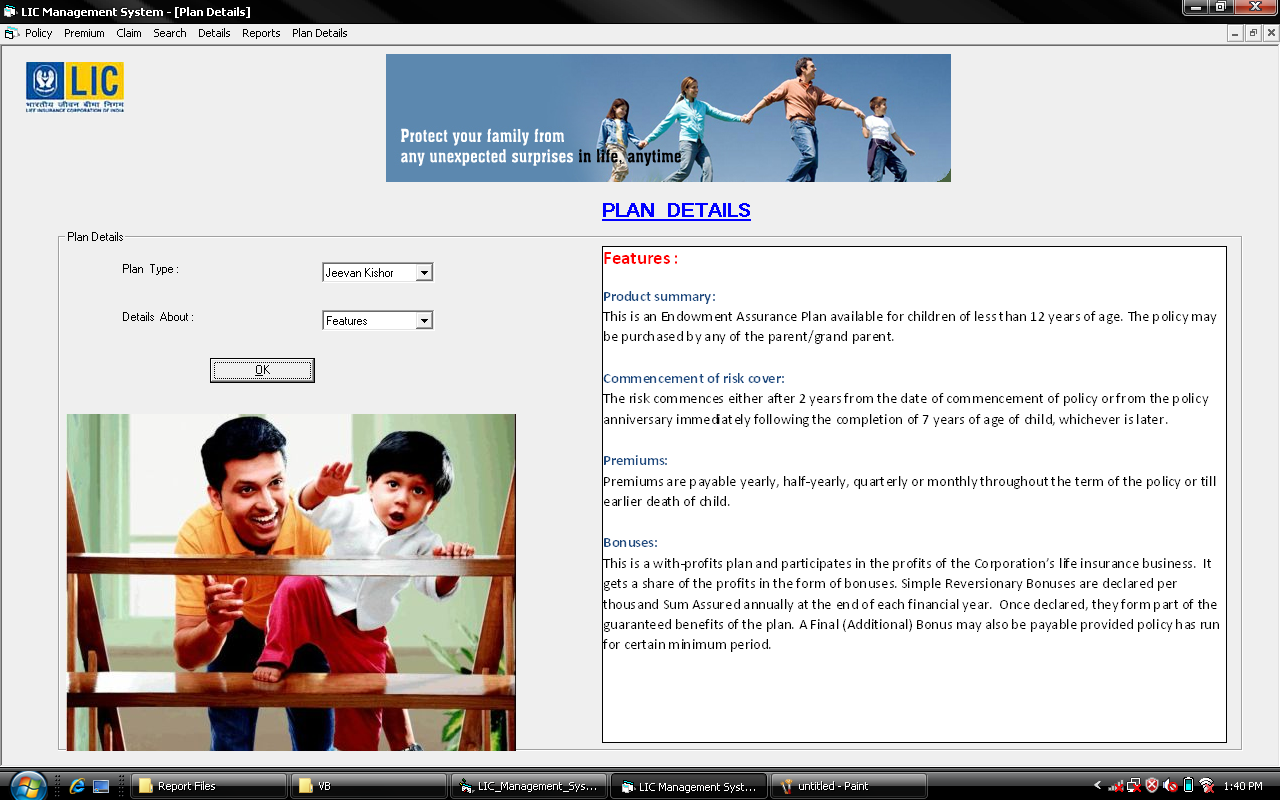 LIC Management System - [Plan Details]
Policy Premium Claim Search Details Reports Plan Details
LIC
भारतीय जीवन बीमा निगम
LIFE INSURANCE CORPORATION OF INDIA
Protect your family from
any unexpected surprises in life, anytime
PLAN DETAILS
Plan Details
Plan Type :
Jeevan Kishor
Details About :
Features
OK
Features :
Product summary:
This is an Endowment Assurance Plan available for children of less than 12 years of age. The policy may
be purchased by any of the parent/grand parent.
Commencement of risk cover:
The risk commences either after 2 years from the date of commencement of policy or from the policy
anniversary immediately following the completion of 7 years of age of child, whichever is later.
Premiums:
Premiums are payable yearly, half-yearly, quarterly or monthly throughout the term of the policy or till
earlier death of child.
Bonuses:
This is a with-profits plan and participates in the profits of the Corporation’s life insurance business. It
gets a share of the profits in the form of bonuses. Simple Reversionary Bonuses are declared per
thousand Sum Assured annually at the end of each financial year. Once declared, they form part of the
guaranteed benefits of the plan. A Final (Additional) Bonus may also be payable provided policy has run
for certain minimum period.
Report Files
VB
LIC_Management_Sys...
LIC Management Syst...
untitled - Paint
1:40 PM